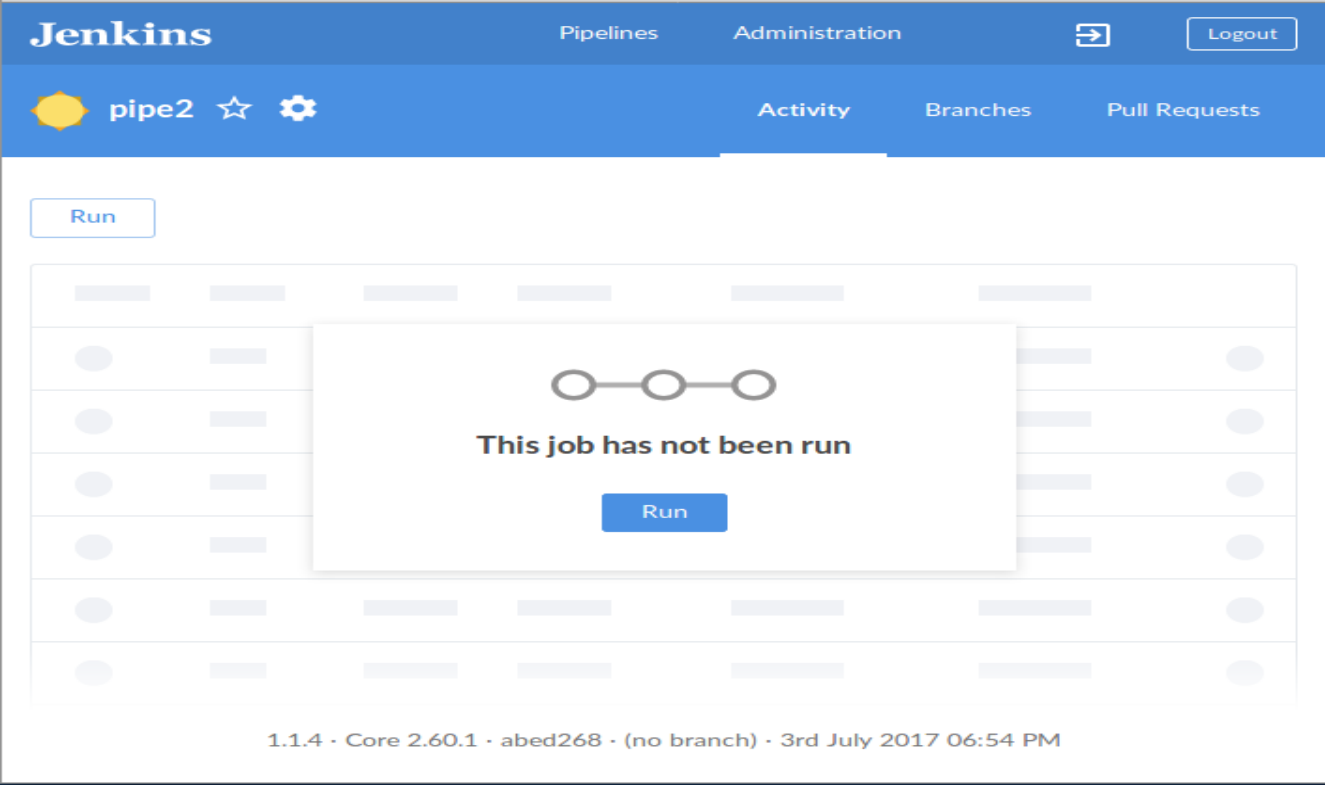 Jenkins Pipelines Administration Logout
pipe2 Activity Branches Pull Requests
Run
This job has not been run
Run
1.1.4 · Core 2.60.1 · abed268 · (no branch) · 3rd July 2017 06:54 PM